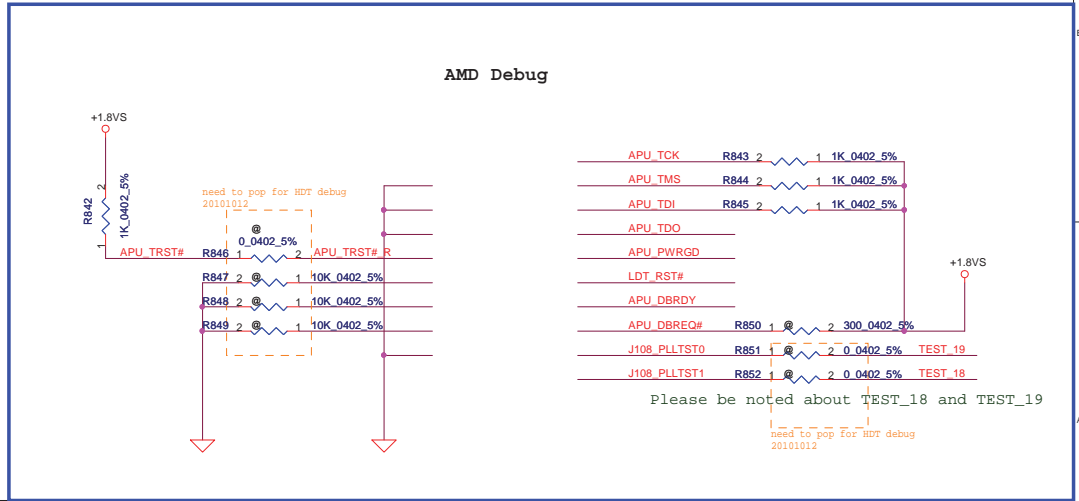 AMD Debug
+1.8VS
R842
2
1K_0402_5%
1
APU_TRST#
need to pop for HDT debug
20101012
@
0_0402_5%
R846 1 2 APU_TRST#_R
R847 2 @ 1 10K_0402_5%
R848 2 @ 1 10K_0402_5%
R849 2 @ 1 10K_0402_5%
APU_TCK R843 2 1 1K_0402_5%
APU_TMS R844 2 1 1K_0402_5%
APU_TDI R845 2 1 1K_0402_5%
APU_TDO
APU_PWRGD
LDT_RST#
APU_DBRDY
+1.8VS
APU_DBREQ# R850 1 @ 2 300_0402_5%
J108_PLLTST0 R851 1 @ 2 0_0402_5% TEST_19
J108_PLLTST1 R852 1 @ 2 0_0402_5% TEST_18
Please be noted about TEST_18 and TEST_19
need to pop for HDT debug
20101012